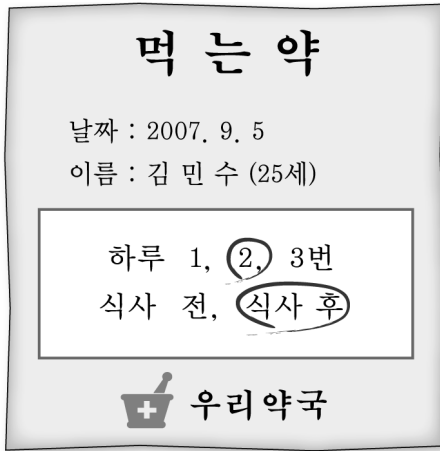 먹 는 약
날짜 : 2007. 9. 5
이름 : 김 민 수 (25세)
하루 1, 2, 3번
식사 전, 식사 후
우리약국